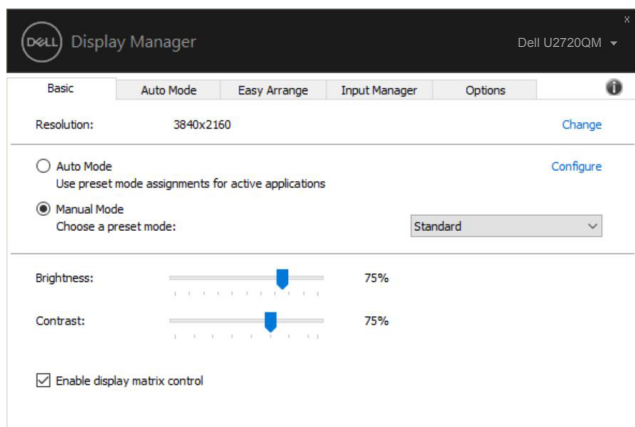 x
DELL Display Manager Dell U2720QM
Basic Auto Mode Easy Arrange Input Manager Options i
Resolution: 3840x2160 Change
Auto Mode Configure
Use preset mode assignments for active applications
Manual Mode
Choose a preset mode: Standard
Brightness: 75%
Contrast: 75%
Enable display matrix control